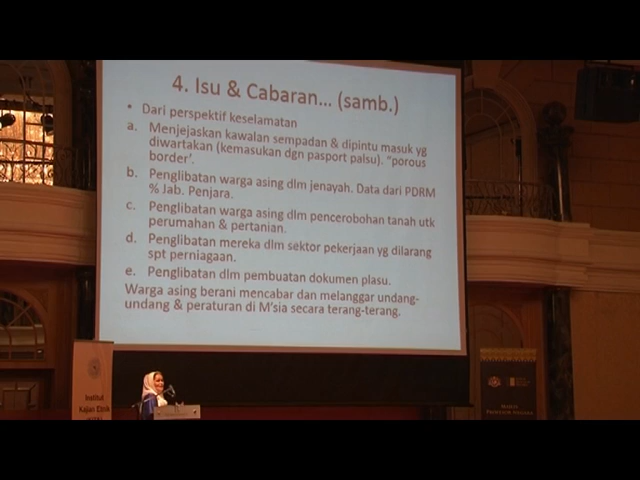 4. Isu & Cabaran... (samb.)
• Dari perspektif keselamatan
a. Menjejaskan kawalan sempadan & dipintu masuk yg
diwartakan (kemasukan dgn pasport palsu). "porous
border'.
b. Penglibatan warga asing dlm jenayah. Data dari PDRM
% Jab. Penjara.
c. Penglibatan warga asing dlm pencerobohan tanah utk
perumahan & pertanian.
d. Penglibatan mereka dlm sektor pekerjaan yg dilarang
spt perniagaan.
e. Penglibatan dlm pembuatan dokumen plasu.
Warga asing berani mencabar dan melanggar undang-
undang & peraturan di M'sia secara terang-terang.
Institut
Kajian Etnik